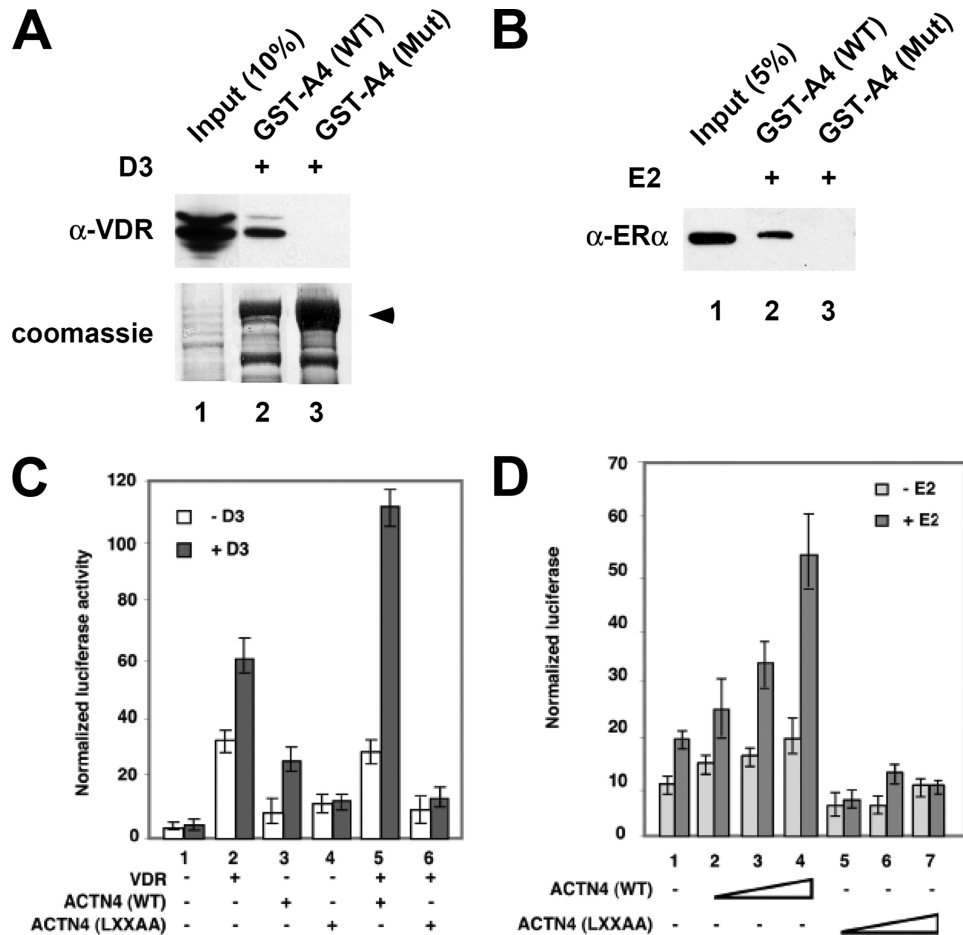 A
Input (10%)
GST-A4 (WT)
GST-A4 (Mut)
D3 + +
α-VDR
coomassie
1 2 3
B
Input (5%)
GST-A4 (WT)
GST-A4 (Mut)
E2 + +
α-ERα
1 2 3
C
Normalized luciferase activity
120
100
80
60
40
20
0
- D3
+ D3
1 2 3 4 5 6
VDR - + - - + +
ACTN4 (WT) - - + - + -
ACTN4 (LXXAA) - - - + - +
D
Normalized luciferase
70
60
50
40
30
20
10
0
- E2
+ E2
1 2 3 4 5 6 7
ACTN4 (WT) - - - -
ACTN4 (LXXAA) - - - -